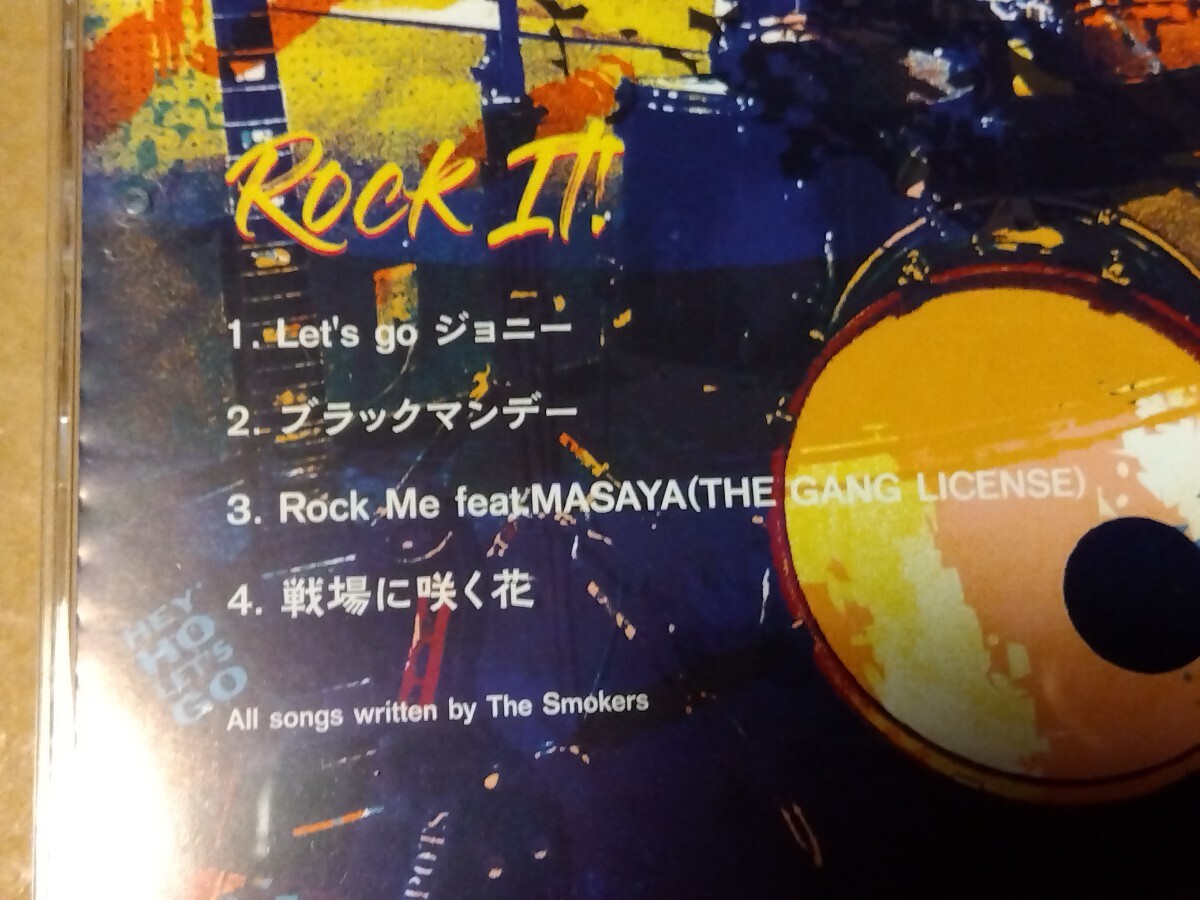 Rock It!
1. Let's go ジョニー
2. ブラックマンデー
3. Rock Me feat.MASAYA(THE GANG LICENSE)
4. 戦場に咲く花
HEY
HO
LET'S
GO
All songs written by The Smokers